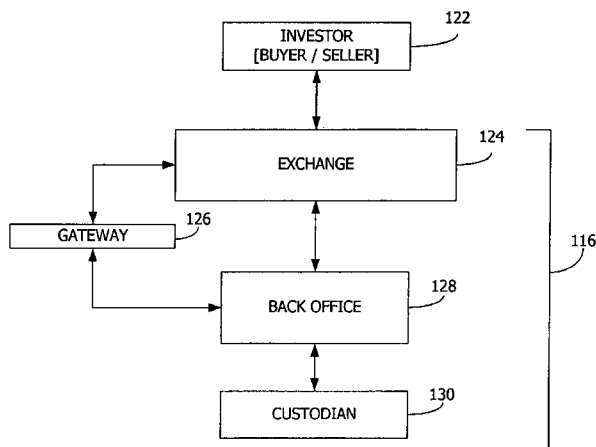 INVESTOR
[BUYER / SELLER]
122
EXCHANGE
124
GATEWAY
126
116
BACK OFFICE
128
CUSTODIAN
130